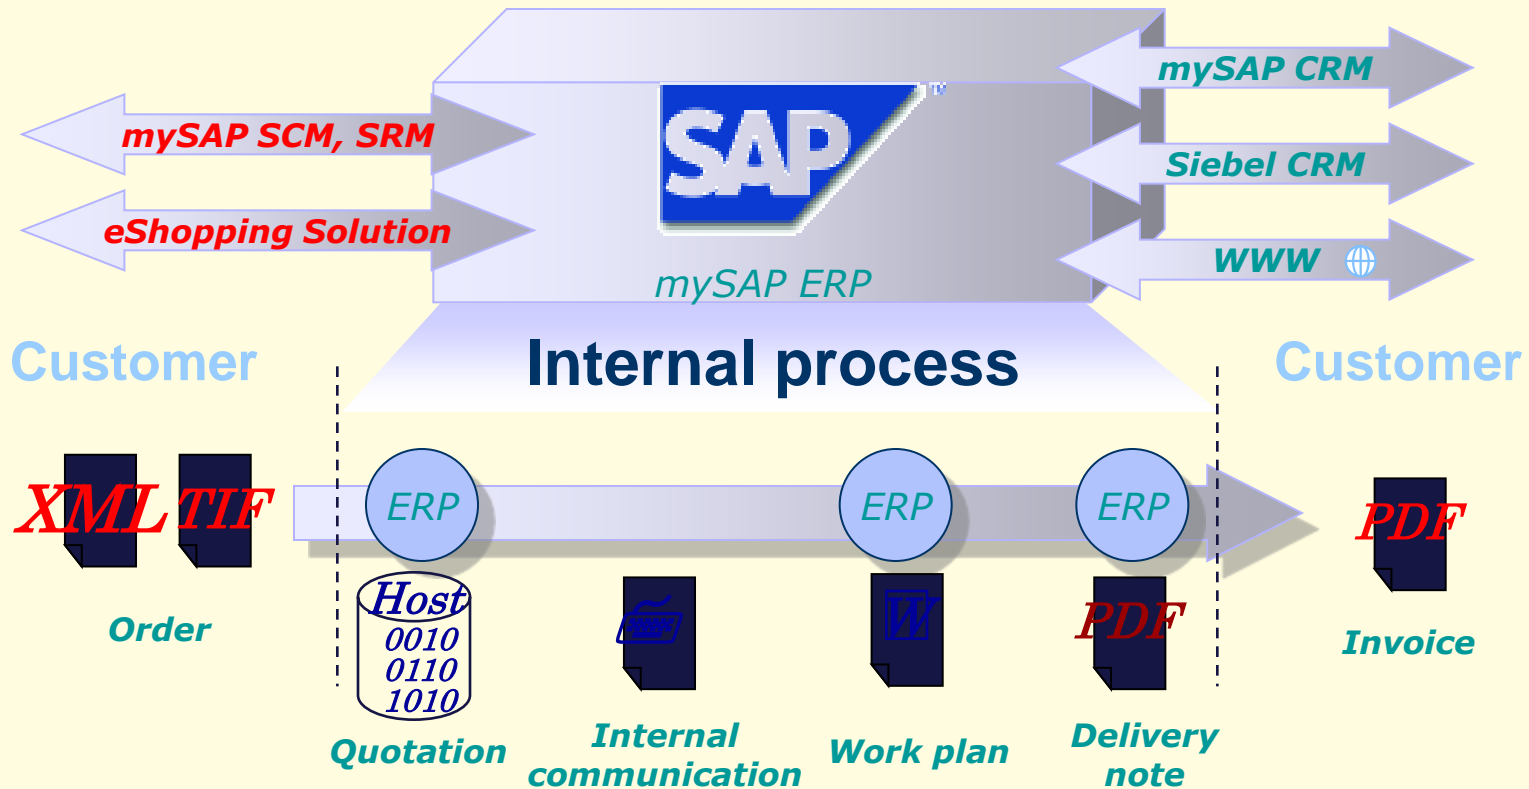 mySAP CRM
mySAP SCM, SRM
SAP
TM
Siebel CRM
eShopping Solution
WWW
mySAP ERP
Customer
Internal process
Customer
XML
TIF
ERP
ERP
ERP
PDF
Order
Host
0010
0110
1010
W
PDF
Invoice
Quotation
Internal
communication
Work plan
Delivery
note